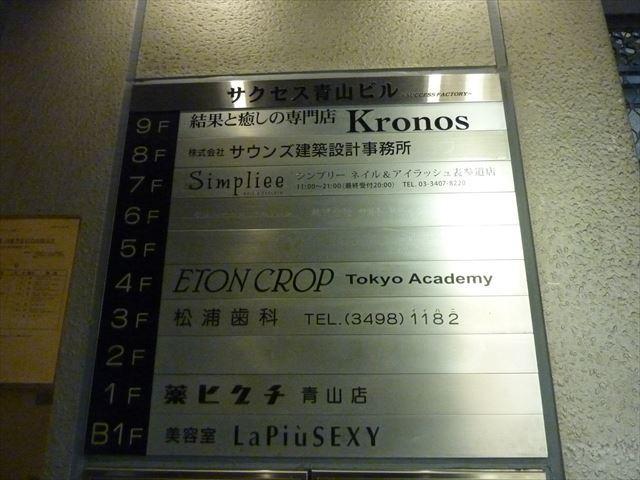 サクセス青山ビル ~SUCCESS FACTORY~
9F 結果と癒しの専門店 Kronos
8F 株式会社 サウンズ建築設計事務所
7F Simpliee シンプリー ネイル&アイラッシュ表参道店
11:00~21:00(最終受付20:00) TEL. 03-3407-8220
6F
5F
4F ETON CROP Tokyo Academy
3F 松浦歯科 TEL.(3498)1182
2F
1F 薬ヒグチ 青山店
B1F 美容室 LaPiùSEXY